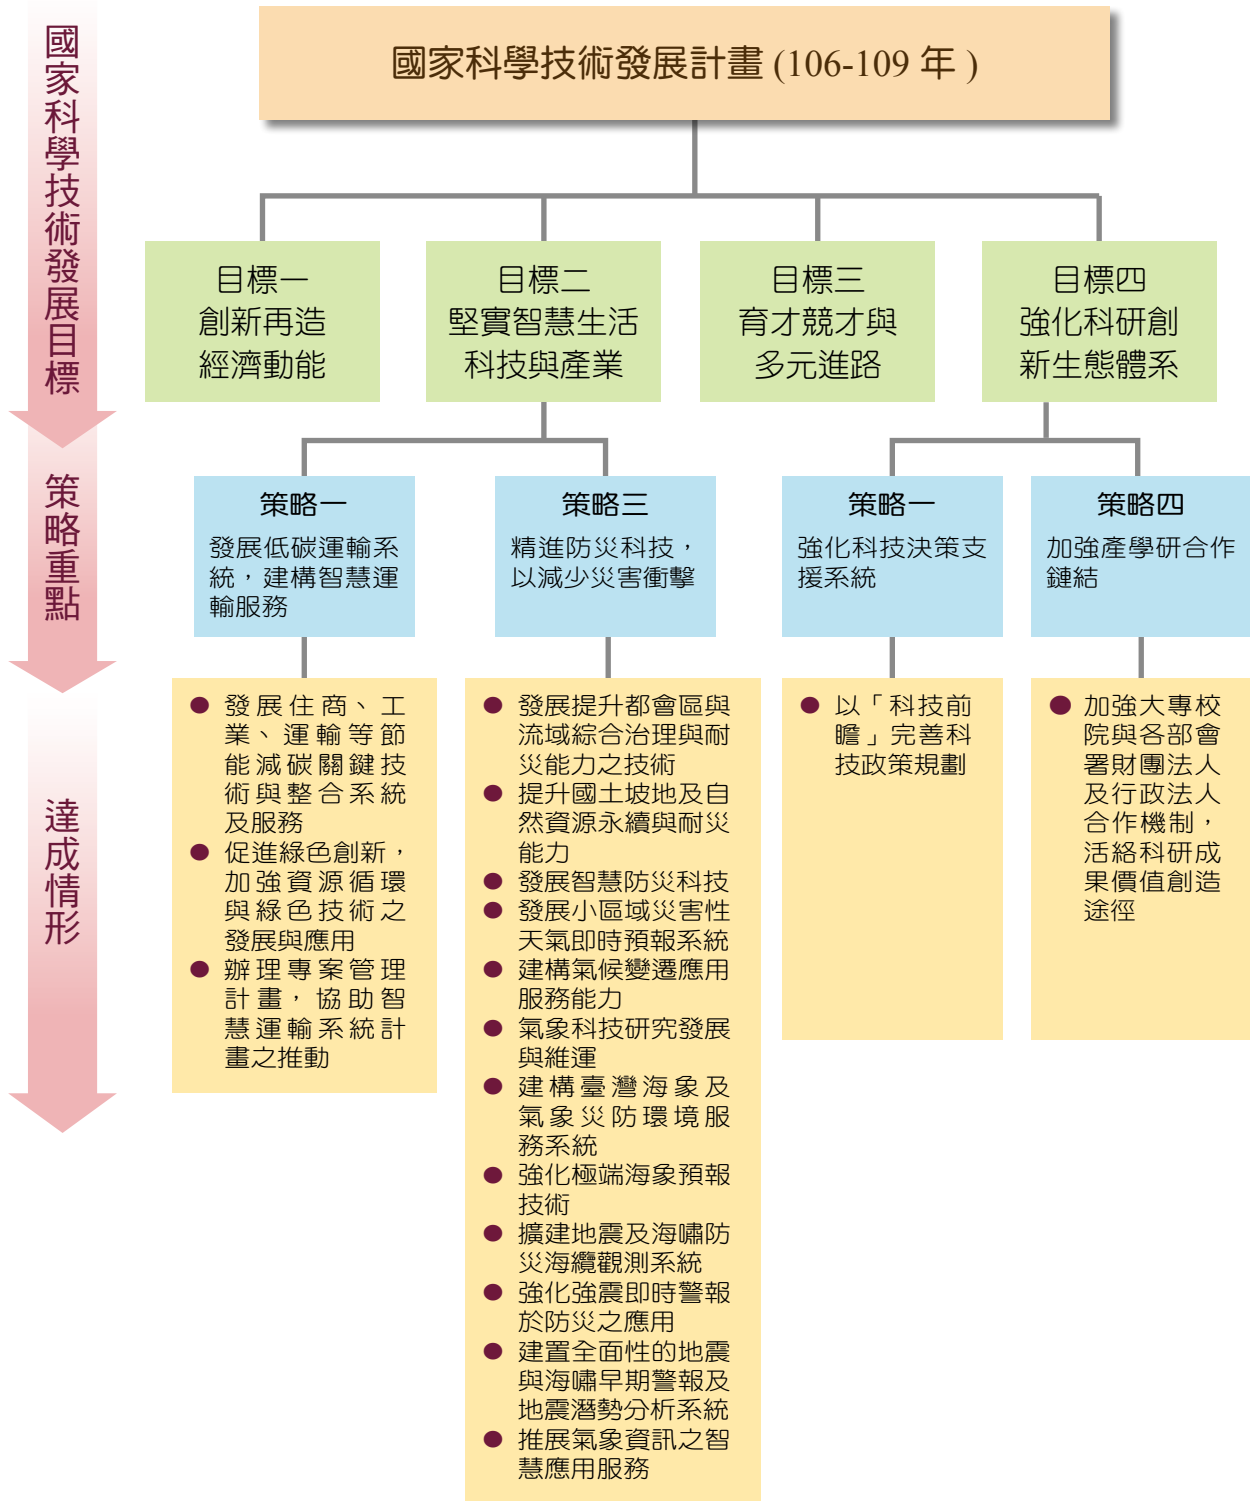 國家科學技術發展目標
策略重點
達成情形
國家科學技術發展計畫 (106-109 年 )
目標一
創新再造
經濟動能
目標二
堅實智慧生活
科技與產業
目標三
育才競才與
多元進路
目標四
強化科研創
新生態體系
策略一
發展低碳運輸系
統，建構智慧運
輸服務
策略三
精進防災科技，
以減少災害衝擊
策略一
強化科技決策支
援系統
策略四
加強產學研合作
鏈結
● 發展住商、工
業、運輸等節
能減碳關鍵技
術與整合系統
及服務
● 促進綠色創新，
加強資源循環
與綠色技術之
發展與應用
● 辦理專案管理
計畫，協助智
慧運輸系統計
畫之推動
● 發展提升都會區與
流域綜合治理與耐
災能力之技術
● 提升國土坡地及自
然資源永續與耐災
能力
● 發展智慧防災科技
● 發展小區域災害性
天氣即時預報系統
● 建構氣候變遷應用
服務能力
● 氣象科技研究發展
與維運
● 建構臺灣海象及
氣象災防環境服
務系統
● 強化極端海象預報
技術
● 擴建地震及海嘯防
災海纜觀測系統
● 強化強震即時警報
於防災之應用
● 建置全面性的地震
與海嘯早期警報及
地震潛勢分析系統
● 推展氣象資訊之智
慧應用服務
● 以「科技前
瞻」完善科
技政策規劃
● 加強大專校
院與各部會
署財團法人
及行政法人
合作機制，
活絡科研成
果價值創造
途徑